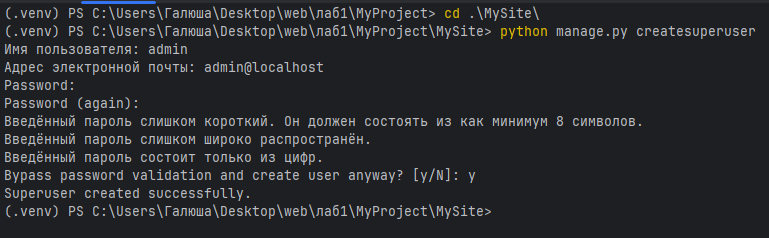 (.venv) PS C:\Users\Галюша\Desktop\web\лаб1\MyProject> cd .\MySite\
(.venv) PS C:\Users\Галюша\Desktop\web\лаб1\MyProject\MySite> python manage.py createsuperuser
Имя пользователя: admin
Адрес электронной почты: admin@localhost
Password:
Password (again):
Введённый пароль слишком короткий. Он должен состоять из как минимум 8 символов.
Введённый пароль слишком широко распространён.
Введённый пароль состоит только из цифр.
Bypass password validation and create user anyway? [y/N]: y
Superuser created successfully.
(.venv) PS C:\Users\Галюша\Desktop\web\лаб1\MyProject\MySite>